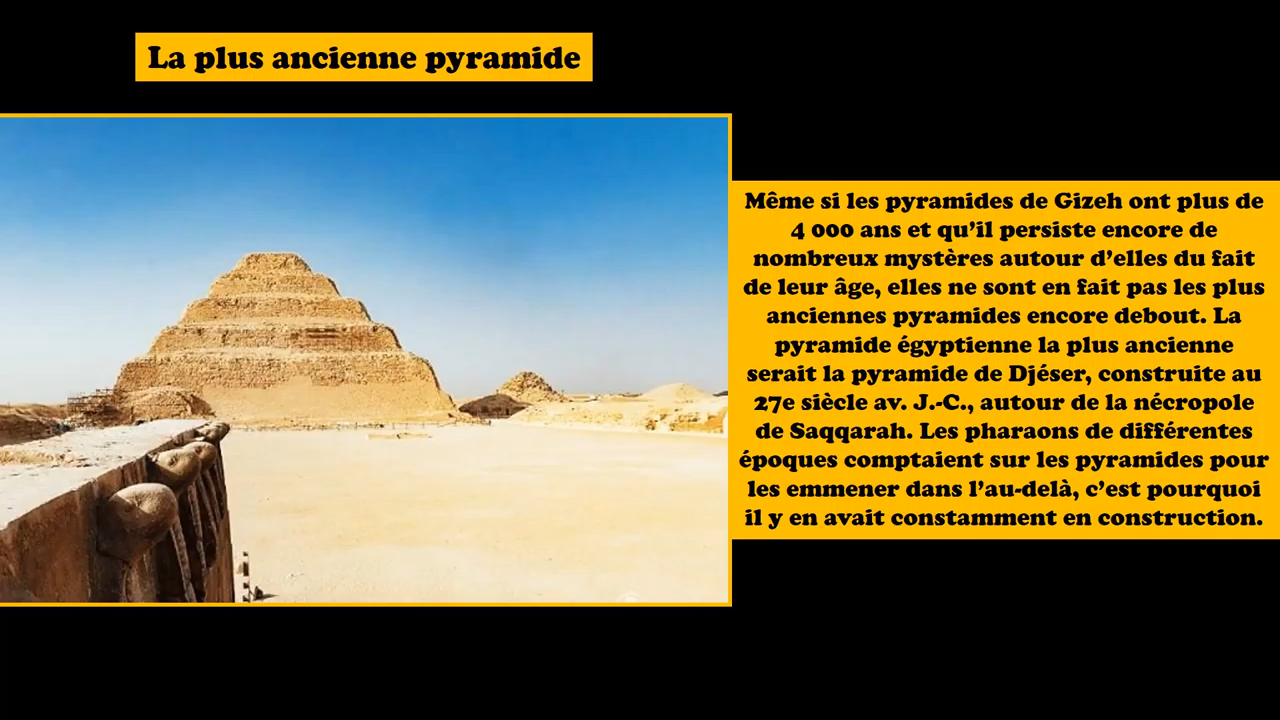 La plus ancienne pyramide
Même si les pyramides de Gizeh ont plus de
4 000 ans et qu’il persiste encore de
nombreux mystères autour d’elles du fait
de leur âge, elles ne sont en fait pas les plus
anciennes pyramides encore debout. La
pyramide égyptienne la plus ancienne
serait la pyramide de Djéser, construite au
27e siècle av. J.-C., autour de la nécropole
de Saqqarah. Les pharaons de différentes
époques comptaient sur les pyramides pour
les emmener dans l’au-delà, c’est pourquoi
il y en avait constamment en construction.